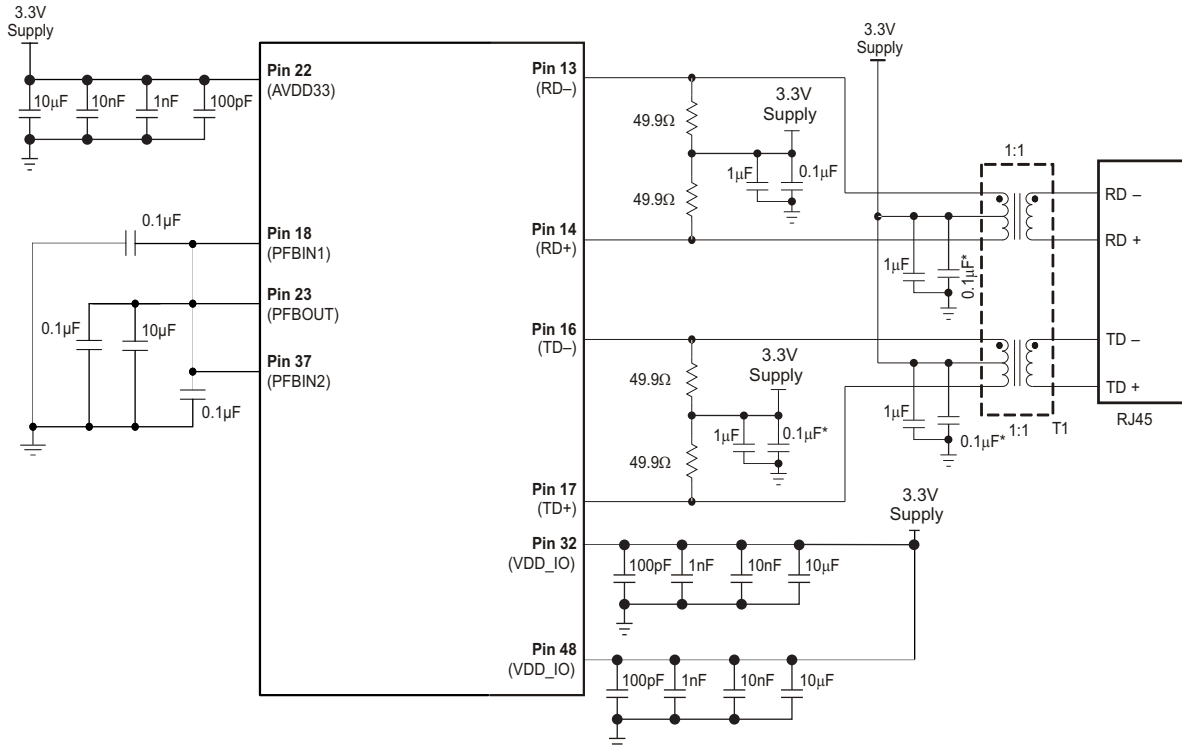 3.3V
Supply
Pin 22
(AVDD33)
10µF
10nF
1nF
100pF
0.1µF
Pin 18
(PFBIN1)
Pin 23
(PFBOUT)
0.1µF
10µF
Pin 37
(PFBIN2)
0.1µF
Pin 13
(RD–)
49.9Ω
3.3V
Supply
1µF
0.1µF
49.9Ω
Pin 14
(RD+)
Pin 16
(TD–)
49.9Ω
3.3V
Supply
1µF
0.1µF*
49.9Ω
Pin 17
(TD+)
3.3V
Supply
1:1
RD –
RD +
1µF
0.1µF*
TD –
TD +
1µF
0.1µF*
1:1
T1
RJ45
3.3V
Supply
Pin 32
(VDD_IO)
100pF
1nF
10nF
10µF
Pin 48
(VDD_IO)
100pF
1nF
10nF
10µF